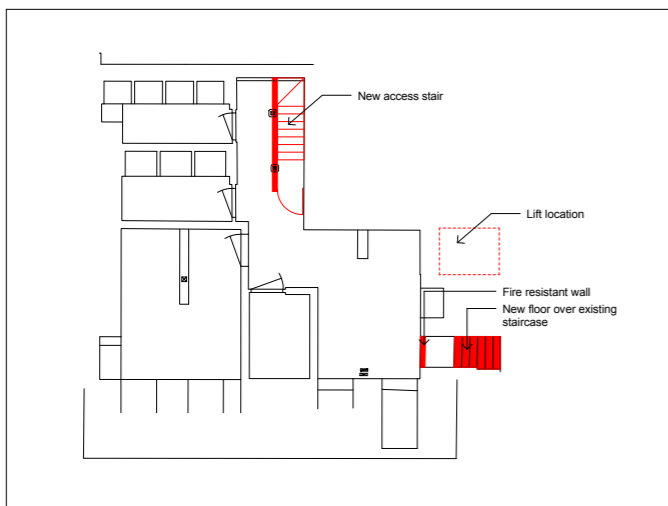 New access stair
Lift location
Fire resistant wall
New floor over existing
staircase